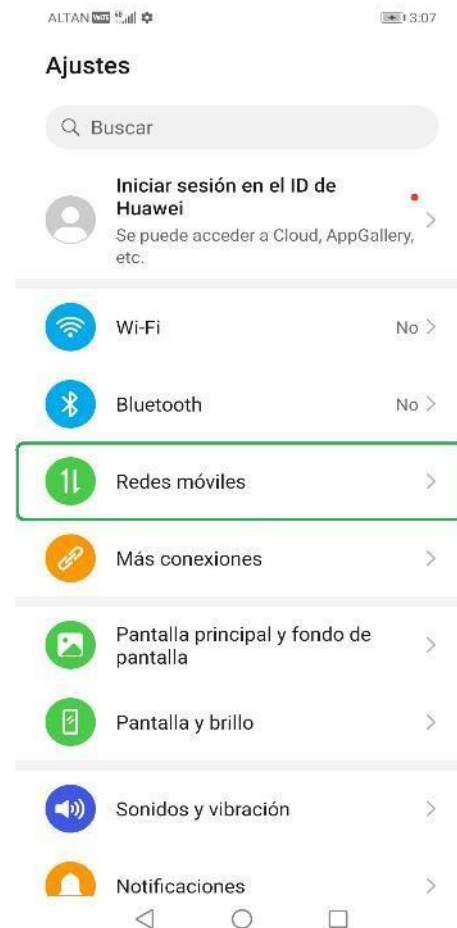 ALTAN VoLTE 3:07
Ajustes
Buscar
Iniciar sesión en el ID de
Huawei
Se puede acceder a Cloud, AppGallery,
etc.
Wi-Fi No
Bluetooth No
Redes móviles
Más conexiones
Pantalla principal y fondo de
pantalla
Pantalla y brillo
Sonidos y vibración
Notificaciones